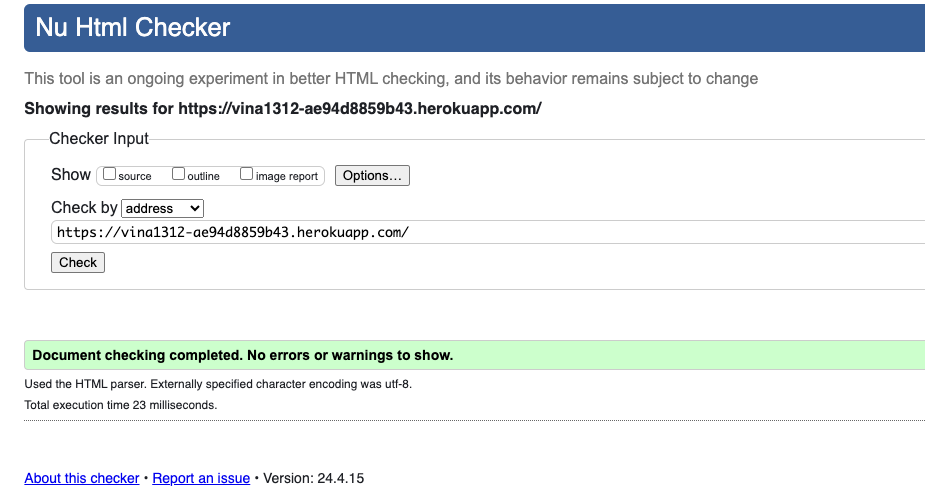 Nu Html Checker
This tool is an ongoing experiment in better HTML checking, and its behavior remains subject to change
Showing results for https://vina1312-ae94d8859b43.herokuapp.com/
Checker Input
Show source outline image report Options...
Check by address
https://vina1312-ae94d8859b43.herokuapp.com/
Check
Document checking completed. No errors or warnings to show.
Used the HTML parser. Externally specified character encoding was utf-8.
Total execution time 23 milliseconds.
About this checker • Report an issue • Version: 24.4.15